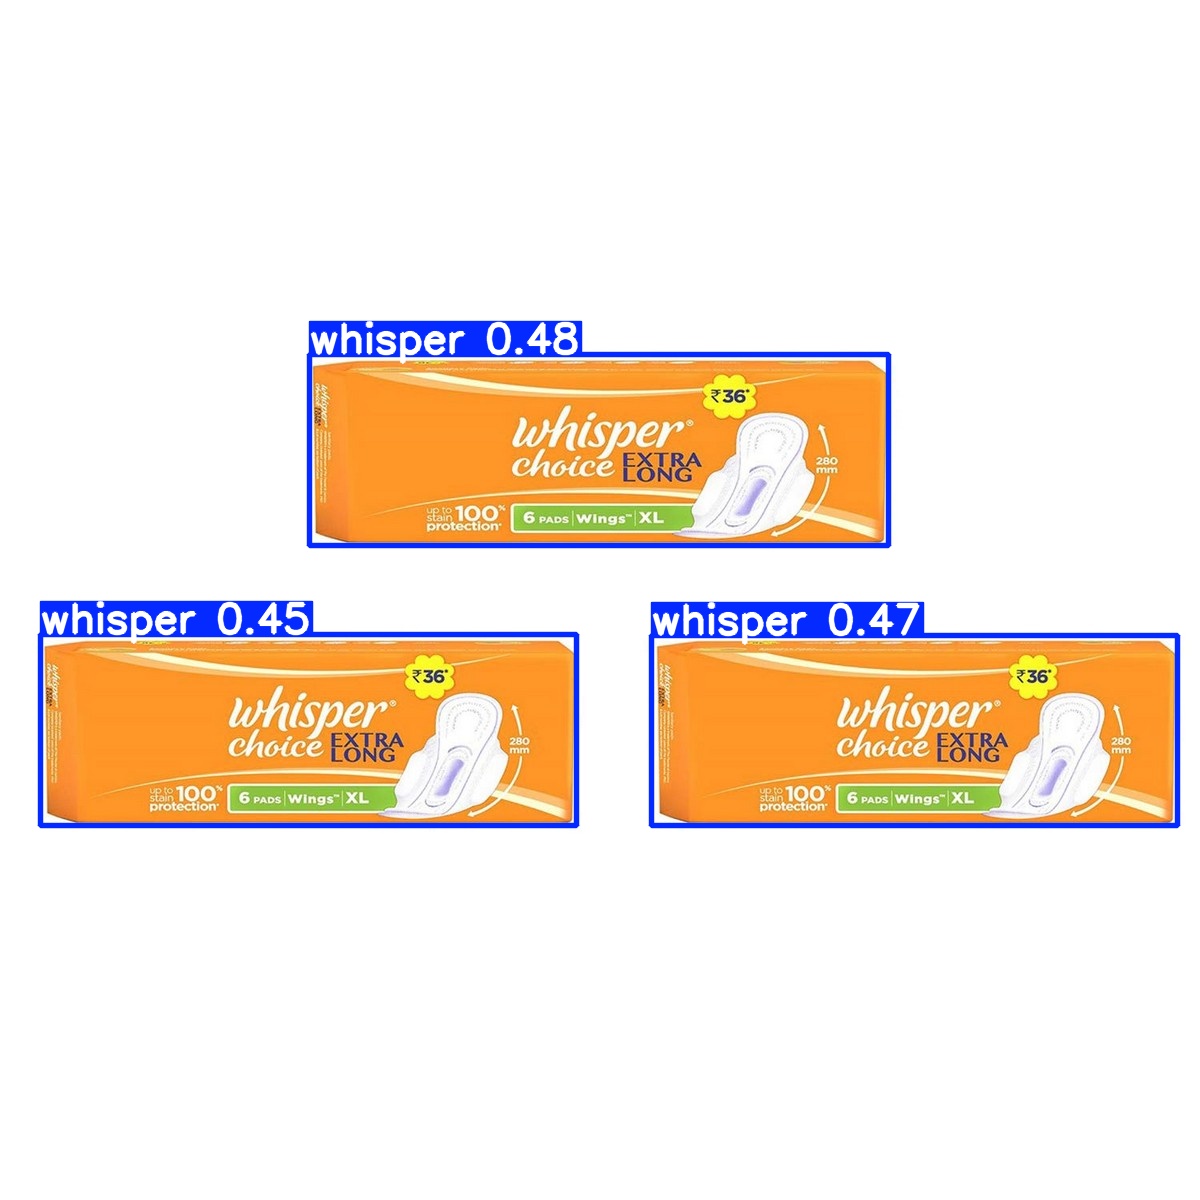 whisper 0.48
₹36*
whisper®
choice EXTRA LONG
280 mm
up to stain 100% protection*
6 PADS | Wings™ | XL
whisper 0.45
₹36*
whisper®
choice EXTRA LONG
280 mm
up to stain 100% protection*
6 PADS | Wings™ | XL
whisper 0.47
₹36*
whisper®
choice EXTRA LONG
280 mm
up to stain 100% protection*
6 PADS | Wings™ | XL